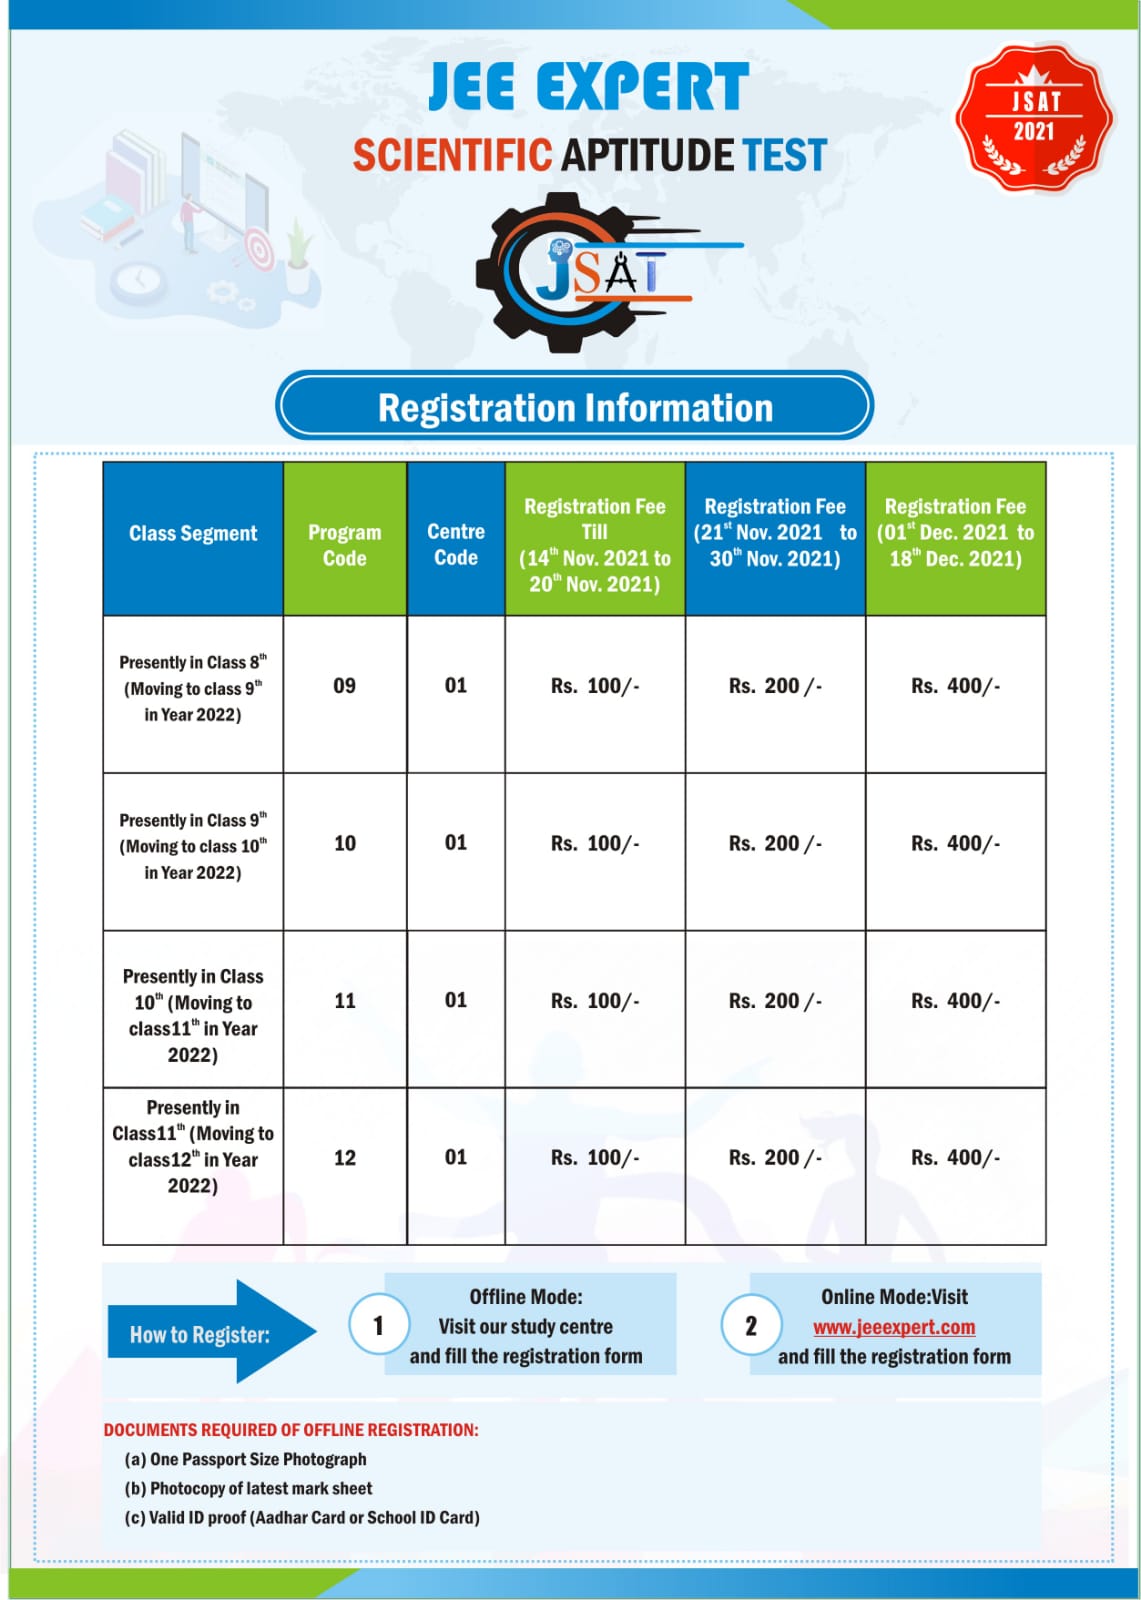 JEE EXPERT
SCIENTIFIC APTITUDE TEST
JSAT
2021
JSAT
Registration Information
Class Segment
Program
Code
Centre
Code
Registration Fee
Till
(14th Nov. 2021 to
20th Nov. 2021)
Registration Fee
(21st Nov. 2021 to
30th Nov. 2021)
Registration Fee
(01st Dec. 2021 to
18th Dec. 2021)
Presently in Class 8th
(Moving to class 9th
in Year 2022)
09
01
Rs. 100/-
Rs. 200 /-
Rs. 400/-
Presently in Class 9th
(Moving to class 10th
in Year 2022)
10
01
Rs. 100/-
Rs. 200 /-
Rs. 400/-
Presently in Class
10th (Moving to
class11th in Year
2022)
11
01
Rs. 100/-
Rs. 200 /-
Rs. 400/-
Presently in
Class11th (Moving to
class12th in Year
2022)
12
01
Rs. 100/-
Rs. 200 /-
Rs. 400/-
How to Register:
1
Offline Mode:
Visit our study centre
and fill the registration form
2
Online Mode:Visit
www.jeeexpert.com
and fill the registration form
DOCUMENTS REQUIRED OF OFFLINE REGISTRATION:
(a) One Passport Size Photograph
(b) Photocopy of latest mark sheet
(c) Valid ID proof (Aadhar Card or School ID Card)